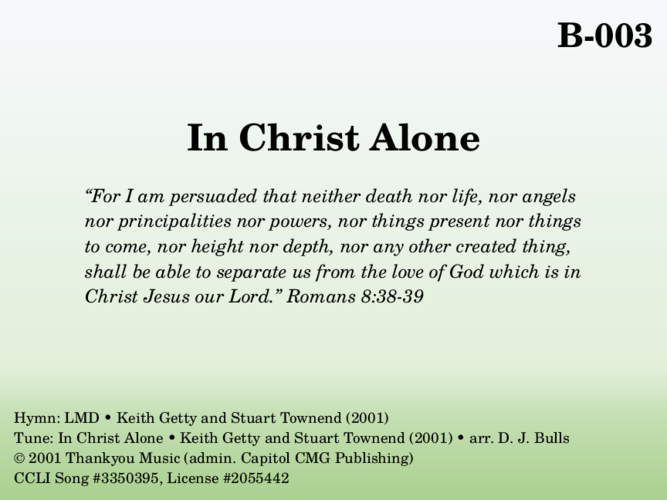 B-003
In Christ Alone
“For I am persuaded that neither death nor life, nor angels
nor principalities nor powers, nor things present nor things
to come, nor height nor depth, nor any other created thing,
shall be able to separate us from the love of God which is in
Christ Jesus our Lord.” Romans 8:38-39
Hymn: LMD • Keith Getty and Stuart Townend (2001)
Tune: In Christ Alone • Keith Getty and Stuart Townend (2001) • arr. D. J. Bulls
© 2001 Thankyou Music (admin. Capitol CMG Publishing)
CCLI Song #3350395, License #2055442